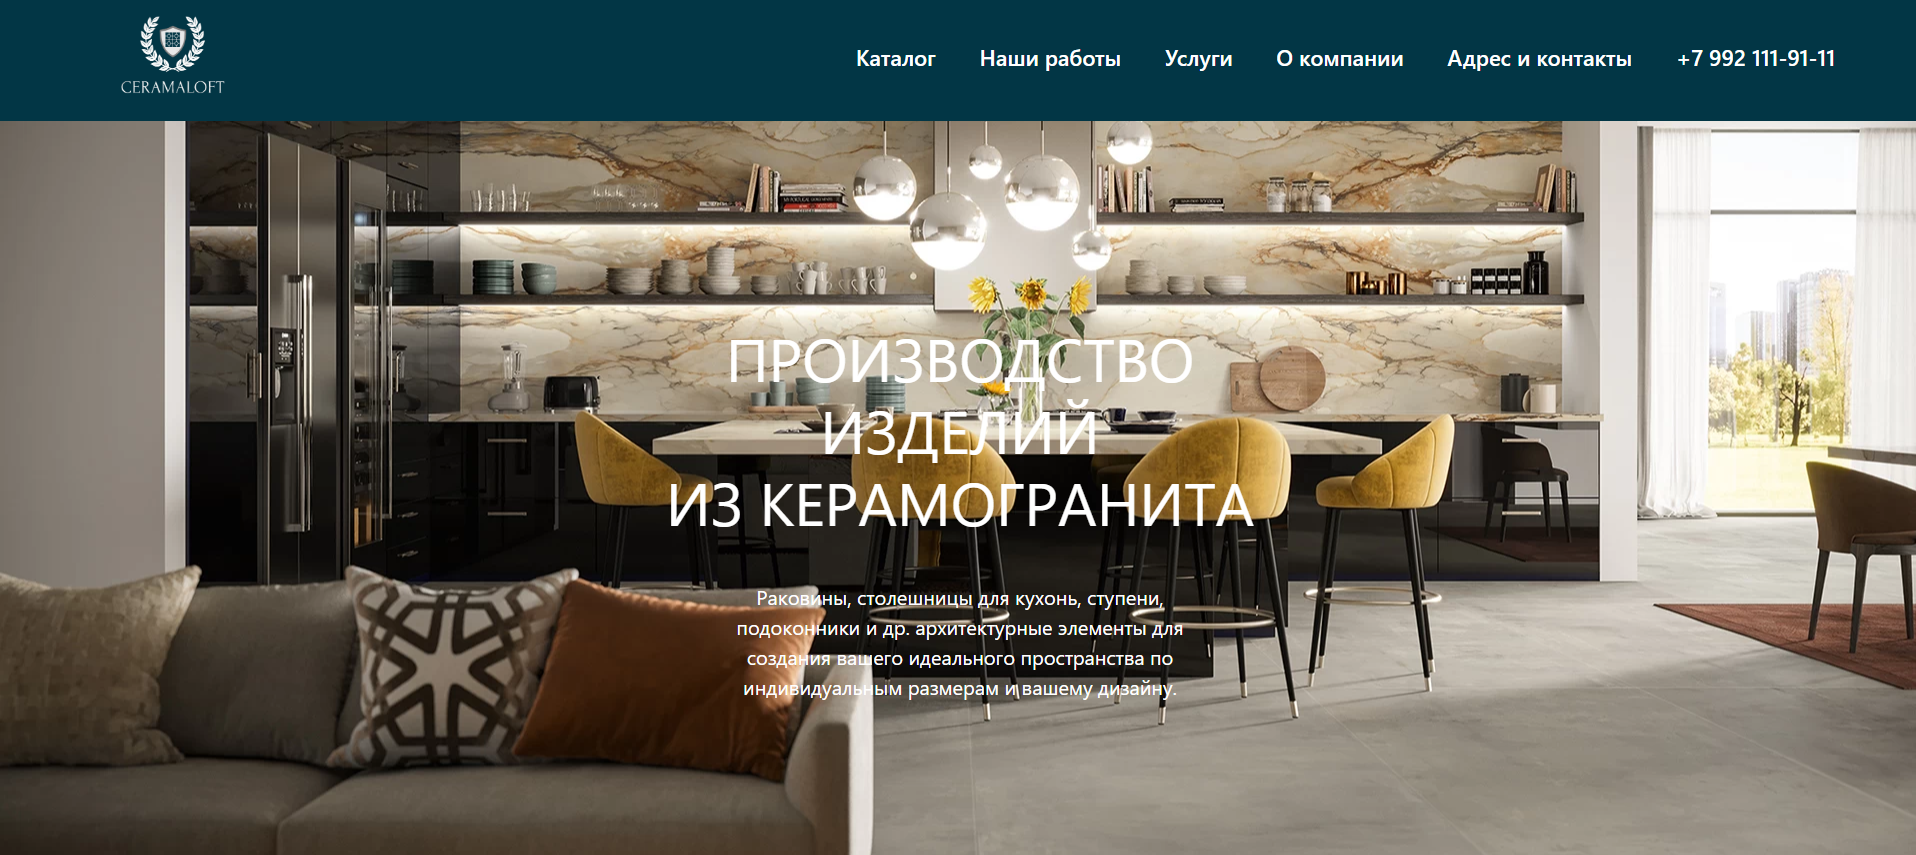 CERAMALOFT
Каталог Наши работы Услуги О компании Адрес и контакты +7 992 111-91-11
ПРОИЗВОДСТВО
ИЗДЕЛИЙ
ИЗ КЕРАМОГРАНИТА
Раковины, столешницы для кухонь, ступени,
подоконники и др. архитектурные элементы для
создания вашего идеального пространства по
индивидуальным размерам и вашему дизайну.